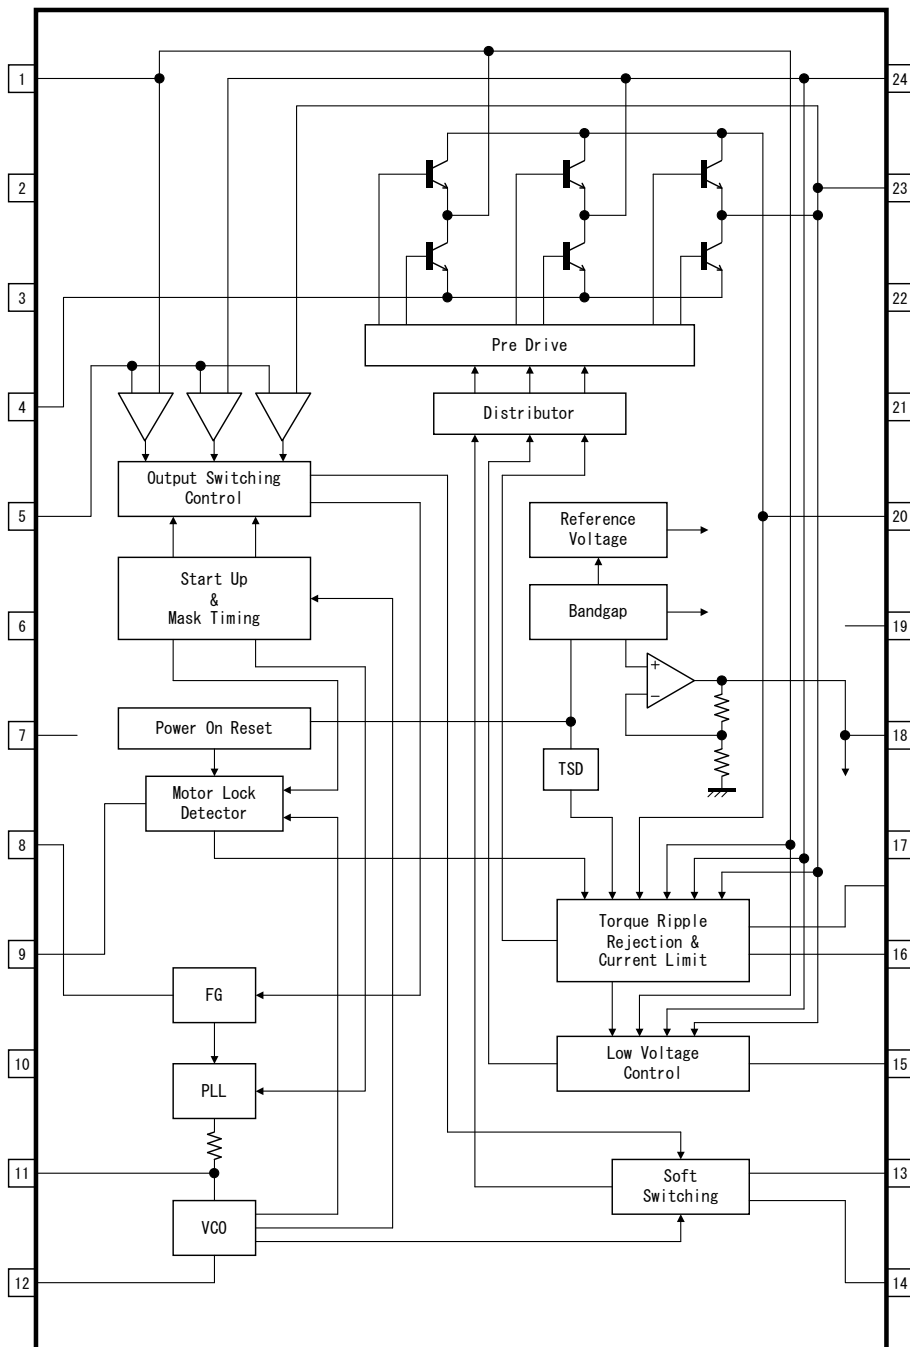 1
24
2
23
3
22
Pre Drive
4
Distributor
21
Output Switching
Control
5
Reference
Voltage
20
Start Up
&
Mask Timing
6
Bandgap
19
+
−
7
Power On Reset
18
TSD
Motor Lock
Detector
8
17
Torque Ripple
Rejection &
Current Limit
9
16
FG
10
PLL
Low Voltage
Control
15
11
Soft
Switching
13
VCO
12
14